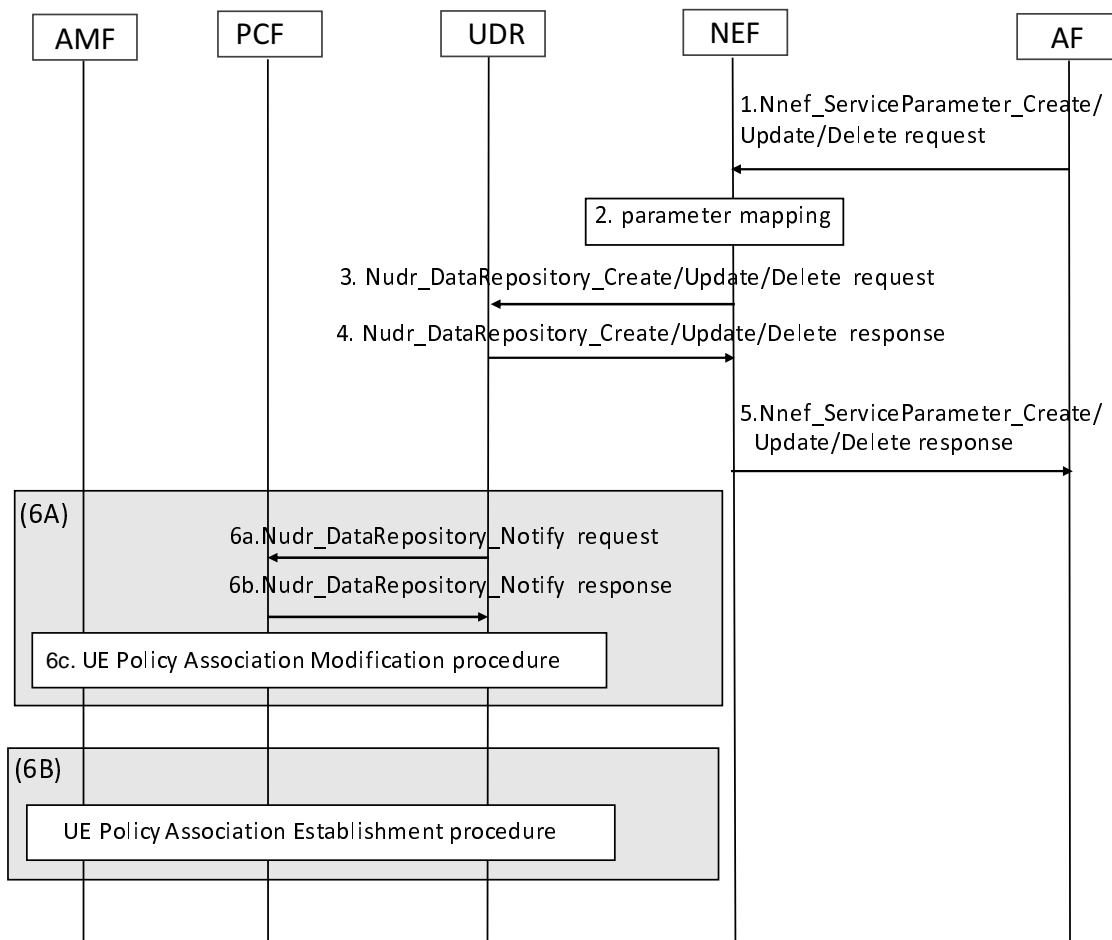 AMF
PCF
UDR
NEF
AF
1.Nnef_ServiceParameter_Create/
Update/Delete request
2. parameter mapping
3. Nudr_DataRepository_Create/Update/Delete request
4. Nudr_DataRepository_Create/Update/Delete response
5.Nnef_ServiceParameter_Create/
Update/Delete response
(6A)
6a.Nudr_DataRepository_Notify request
6b.Nudr_DataRepository_Notify response
6c. UE Policy Association Modification procedure
(6B)
UE Policy Association Establishment procedure